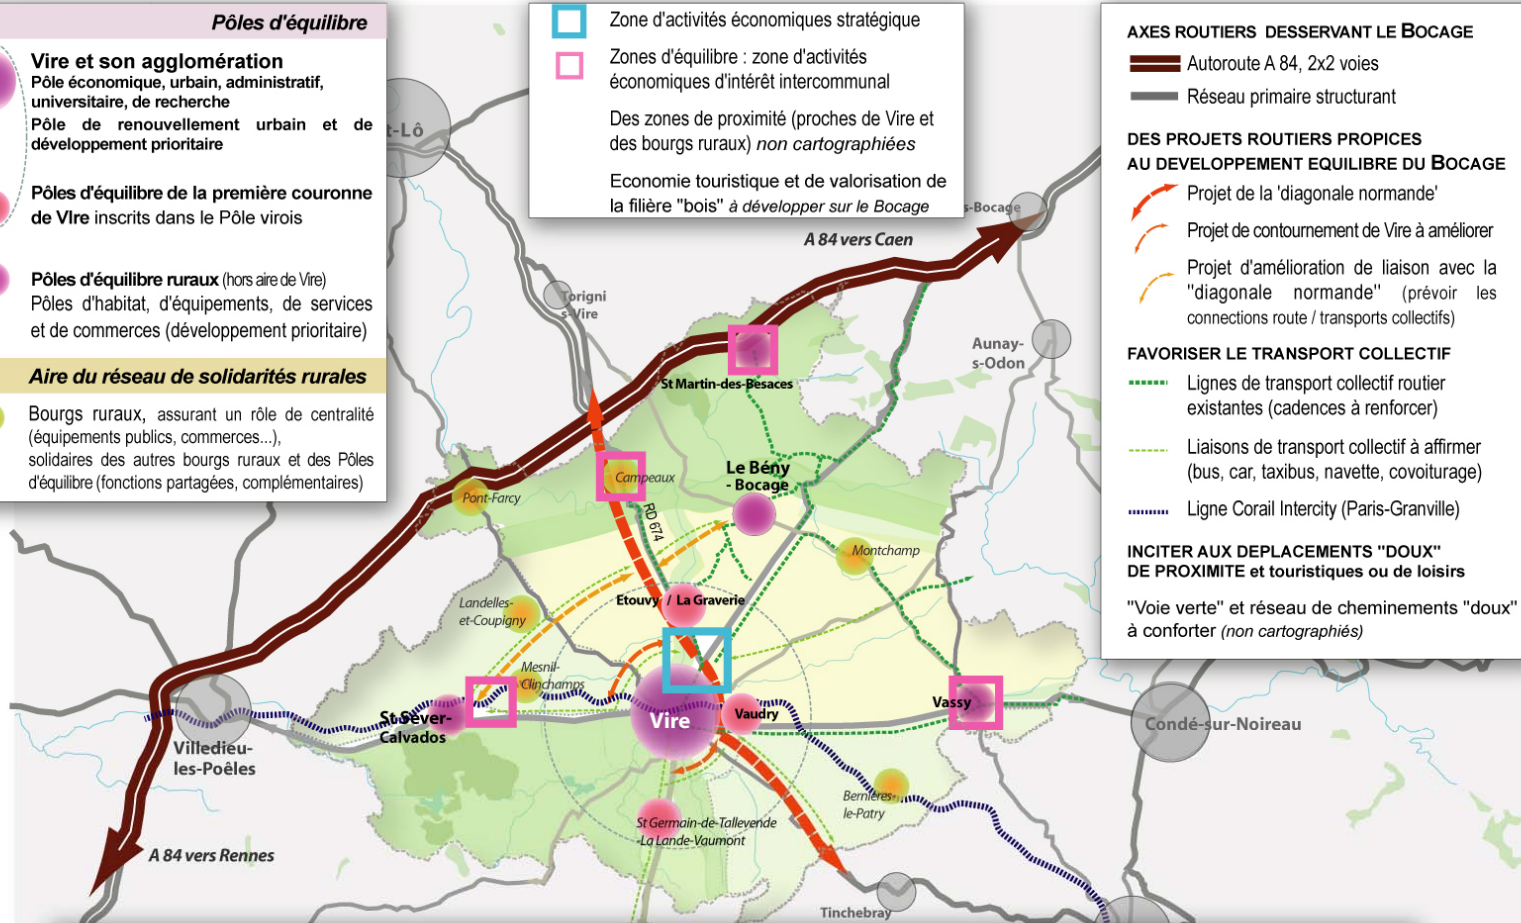 Pôles d'équilibre
Vire et son agglomération
Pôle économique, urbain, administratif,
universitaire, de recherche
Pôle de renouvellement urbain et de
développement prioritaire
Pôles d'équilibre de la première couronne
de VIre inscrits dans le Pôle virois
Pôles d'équilibre ruraux (hors aire de Vire)
Pôles d'habitat, d'équipements, de services
et de commerces (développement prioritaire)
Aire du réseau de solidarités rurales
Bourgs ruraux, assurant un rôle de centralité
(équipements publics, commerces...),
solidaires des autres bourgs ruraux et des Pôles
d'équilibre (fonctions partagées, complémentaires)
Zone d'activités économiques stratégique
Zones d'équilibre : zone d'activités
économiques d'intérêt intercommunal
Des zones de proximité (proches de Vire et
des bourgs ruraux) non cartographiées
Economie touristique et de valorisation de
la filière "bois" à développer sur le Bocage
AXES ROUTIERS DESSERVANT LE BOCAGE
Autoroute A 84, 2x2 voies
Réseau primaire structurant
DES PROJETS ROUTIERS PROPICES
AU DEVELOPPEMENT EQUILIBRE DU BOCAGE
Projet de la 'diagonale normande'
Projet de contournement de Vire à améliorer
Projet d'amélioration de liaison avec la
"diagonale normande" (prévoir les
connections route / transports collectifs)
FAVORISER LE TRANSPORT COLLECTIF
Lignes de transport collectif routier
existantes (cadences à renforcer)
Liaisons de transport collectif à affirmer
(bus, car, taxibus, navette, covoiturage)
Ligne Corail Intercity (Paris-Granville)
INCITER AUX DEPLACEMENTS "DOUX"
DE PROXIMITE et touristiques ou de loisirs
"Voie verte" et réseau de cheminements "doux"
à conforter (non cartographiés)
t-Lô
s-Bocage
A 84 vers Caen
Torigni
s-Vire
Aunay-
s-Odon
St Martin-des-Besaces
Campeaux
Le Bény
- Bocage
Pont-Farcy
RD 674
Montchamp
Landelles-
et-Coupigny
Etouvy / La Graverie
Mesnil-
Clinchamps
St Sever-
Calvados
Vire
Vaudry
Vassy
Condé-sur-Noireau
Villedieu-
les-Poêles
Bernières-
le-Patry
St Germain-de-Tallevende
-La Lande-Vaumont
A 84 vers Rennes
Tinchebray